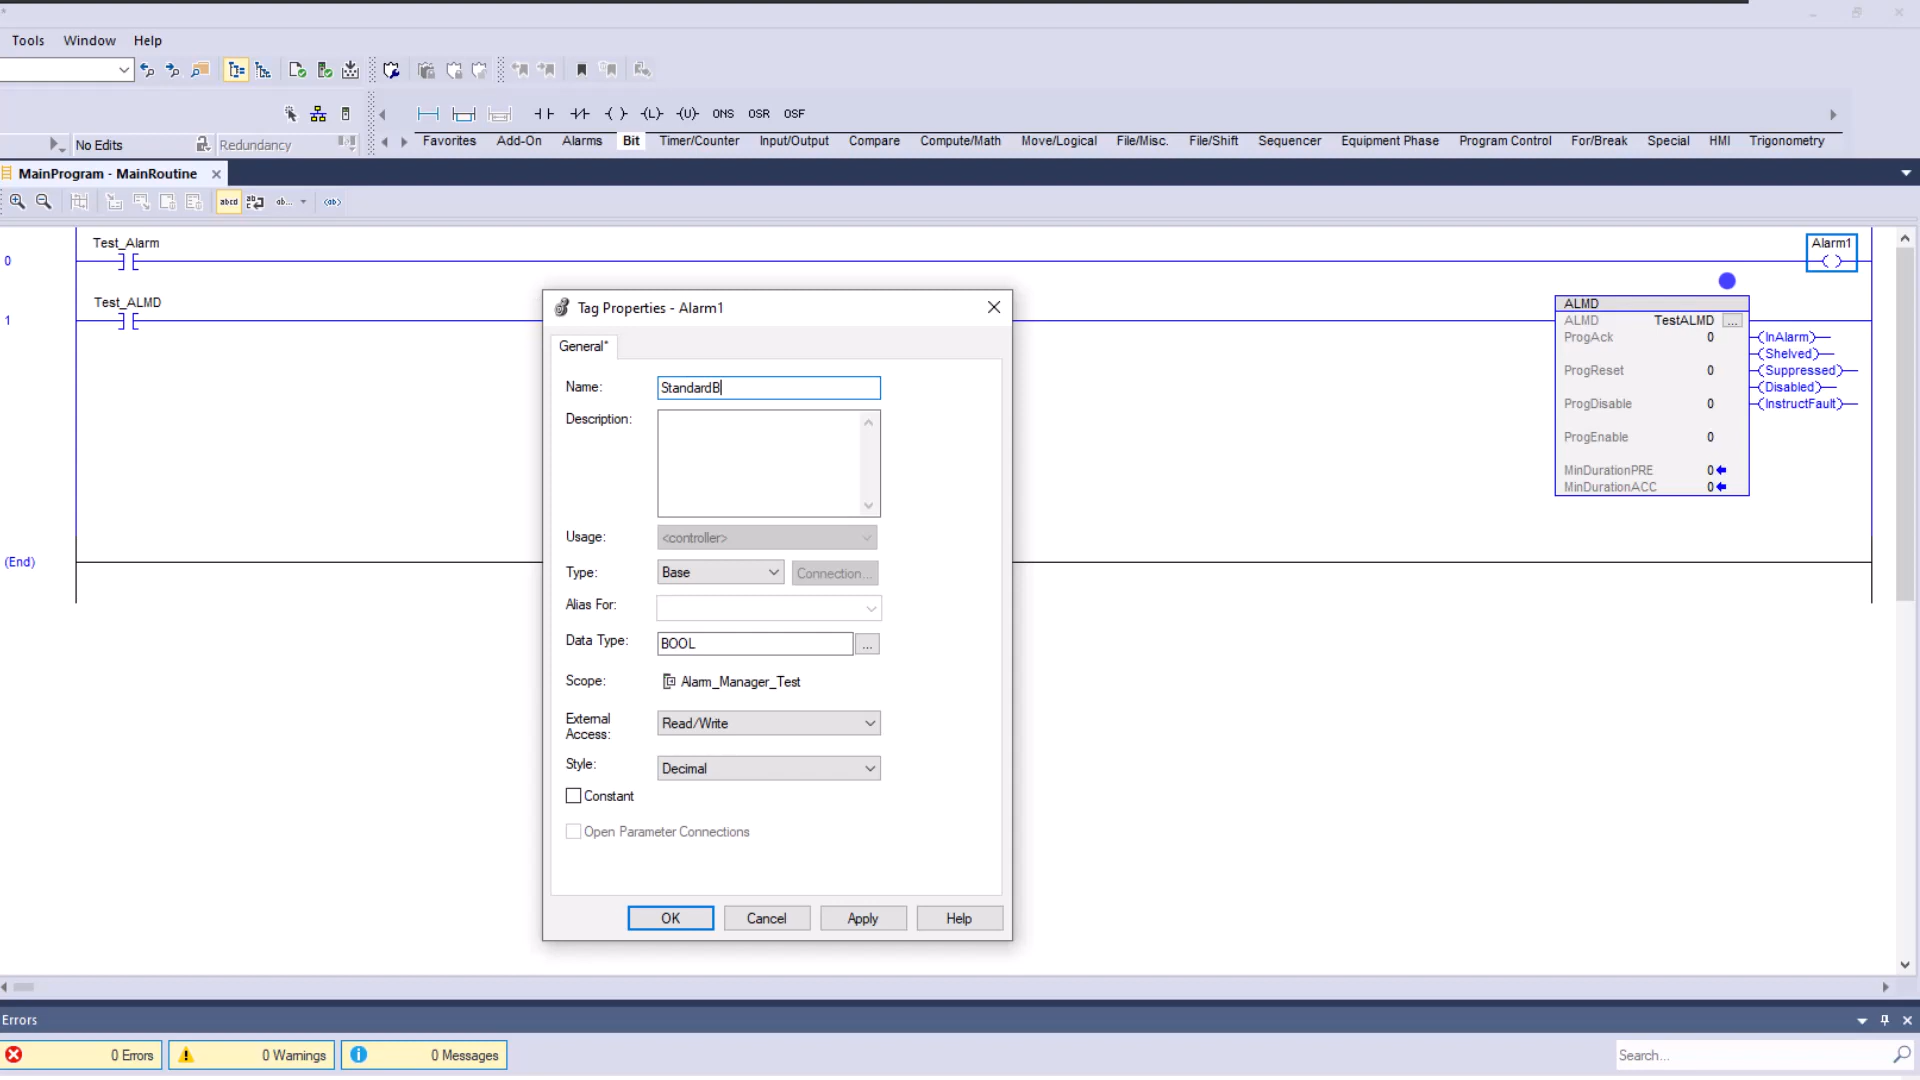 Tools Window Help
ONS OSR OSF
No Edits Redundancy
Favorites Add-On Alarms Bit Timer/Counter Input/Output Compare Compute/Math Move/Logical File/Misc. File/Shift Sequencer Equipment Phase Program Control For/Break Special HMI Trigonometry
MainProgram - MainRoutine
abcd ab... <ab>
Test_Alarm
Alarm1
0
Test_ALMD
1
(End)
ALMD
ALMD TestALMD ...
ProgAck 0
ProgReset 0
ProgDisable 0
ProgEnable 0
MinDurationPRE 0
MinDurationACC 0
(InAlarm)
(Shelved)
(Suppressed)
(Disabled)
(InstructFault)
Tag Properties - Alarm1
General*
Name: StandardB
Description:
Usage: <controller>
Type: Base Connection...
Alias For:
Data Type: BOOL ...
Scope: Alarm_Manager_Test
External Access: Read/Write
Style: Decimal
Constant
Open Parameter Connections
OK Cancel Apply Help
Errors
0 Errors 0 Warnings 0 Messages Search...